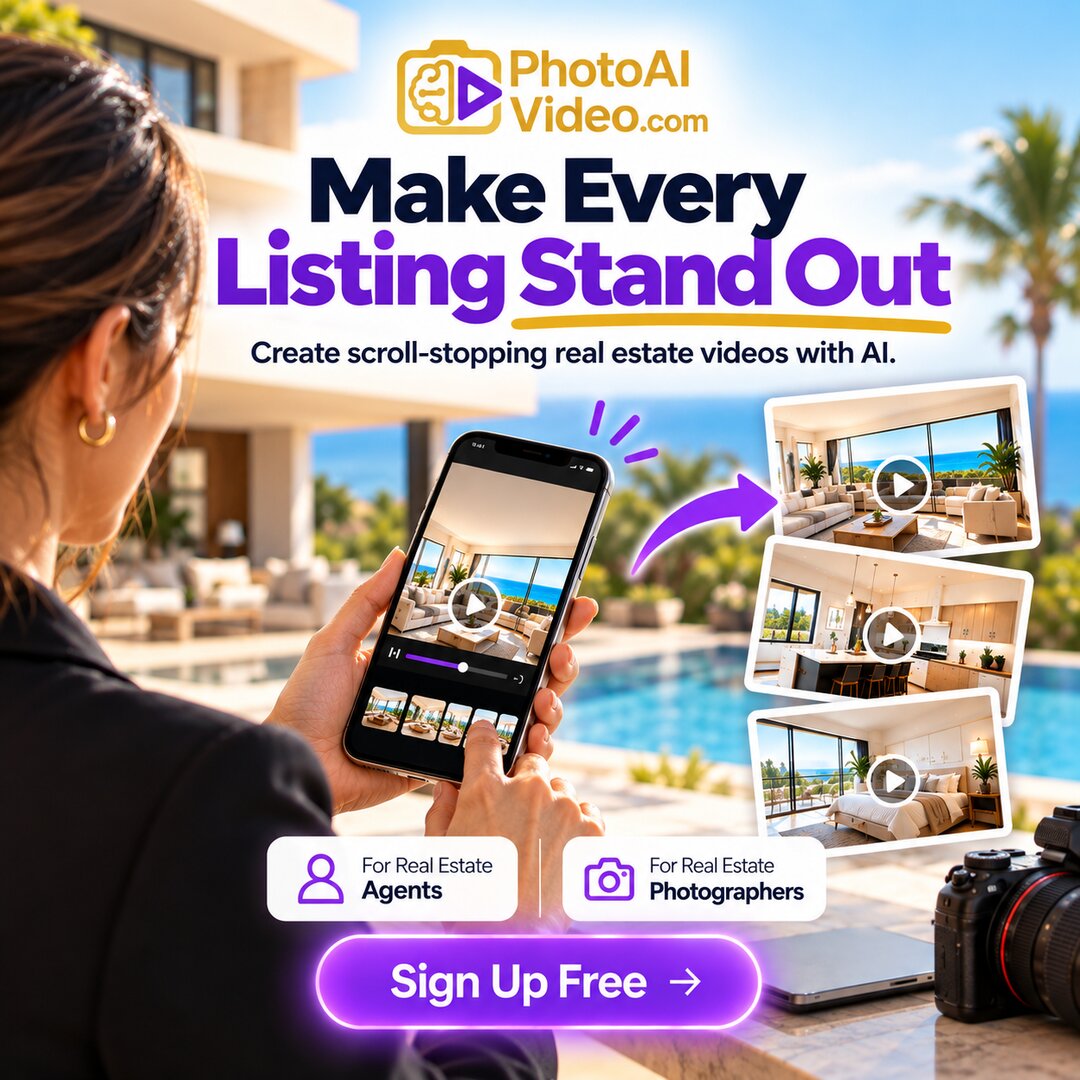 PhotoAI
Video.com
Make Every
Listing Stand Out
Create scroll-stopping real estate videos with AI.
For Real Estate
Agents
For Real Estate
Photographers
Sign Up Free →